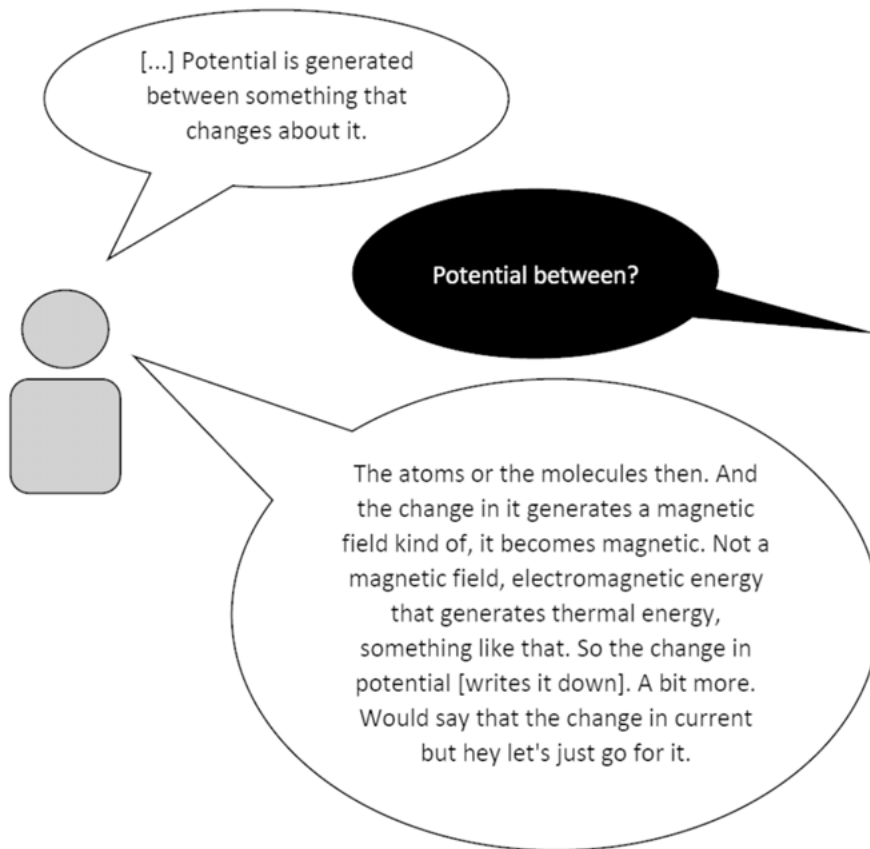 [...] Potential is generated
between something that
changes about it.
Potential between?
The atoms or the molecules then. And
the change in it generates a magnetic
field kind of, it becomes magnetic. Not a
magnetic field, electromagnetic energy
that generates thermal energy,
something like that. So the change in
potential [writes it down]. A bit more.
Would say that the change in current
but hey let's just go for it.